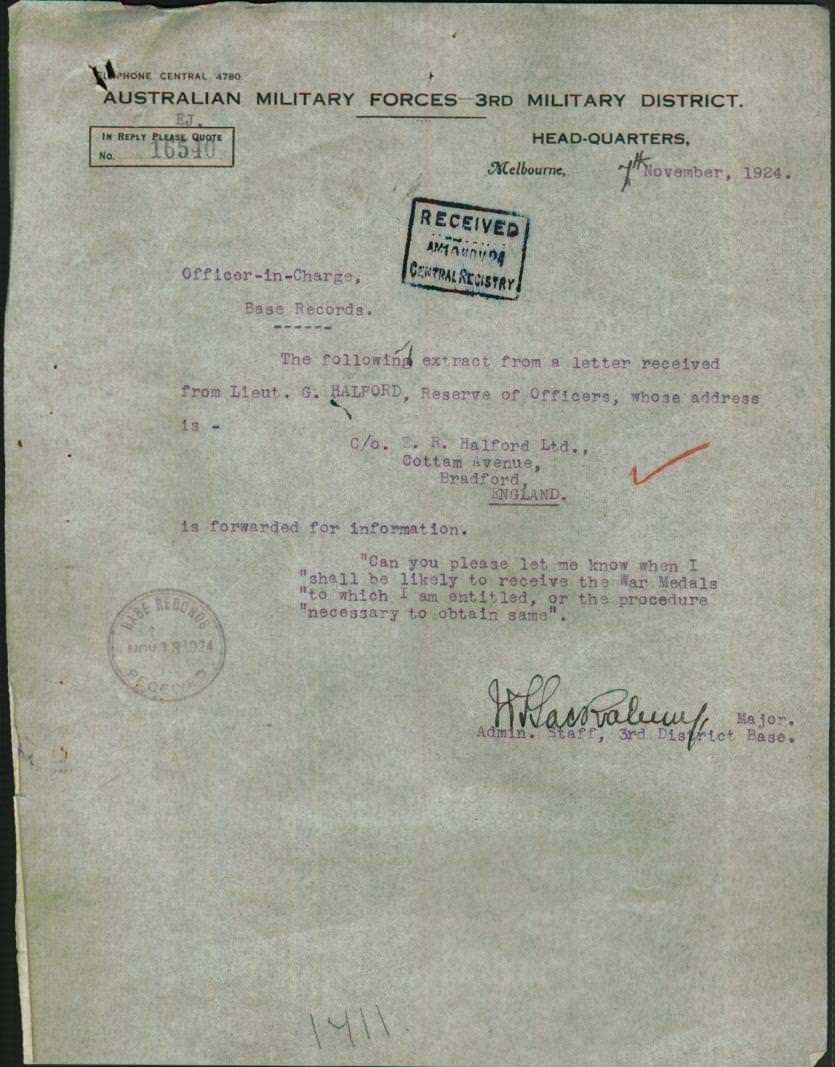 TELEPHONE CENTRAL 4780
AUSTRALIAN MILITARY FORCES—3RD MILITARY DISTRICT.
EJ.
IN REPLY PLEASE QUOTE
No. 16540
HEAD-QUARTERS,
Melbourne, 7th November, 1924.
RECEIVED
CENTRAL REGISTRY
Officer-in-Charge,
Base Records.
------
The following extract from a letter received
from Lieut. G. HALFORD, Reserve of Officers, whose address
is -
C/o. E. R. Halford Ltd.,
Cottam Avenue,
Bradford,
ENGLAND.
is forwarded for information.
"Can you please let me know when I
"shall be likely to receive the War Medals
"to which I am entitled, or the procedure
"necessary to obtain same".
BASE RECORDS
NOV 13 1924
RECEIVED
Major.
Admin. Staff, 3rd District Base.
1411